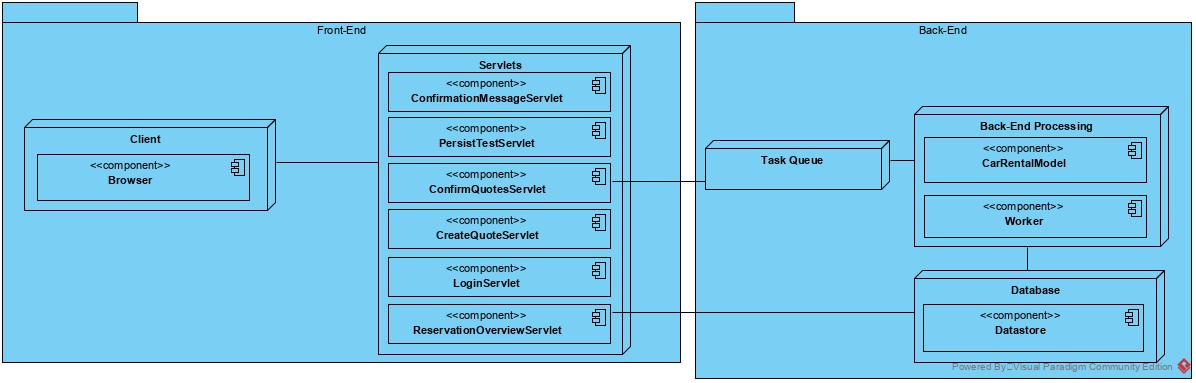 Front-End
Client
<<component>>
Browser
Servlets
<<component>>
ConfirmationMessageServlet
<<component>>
PersistTestServlet
<<component>>
ConfirmQuotesServlet
<<component>>
CreateQuoteServlet
<<component>>
LoginServlet
<<component>>
ReservationOverviewServlet
Back-End
Task Queue
Back-End Processing
<<component>>
CarRentalModel
<<component>>
Worker
Database
<<component>>
Datastore
Powered By Visual Paradigm Community Edition